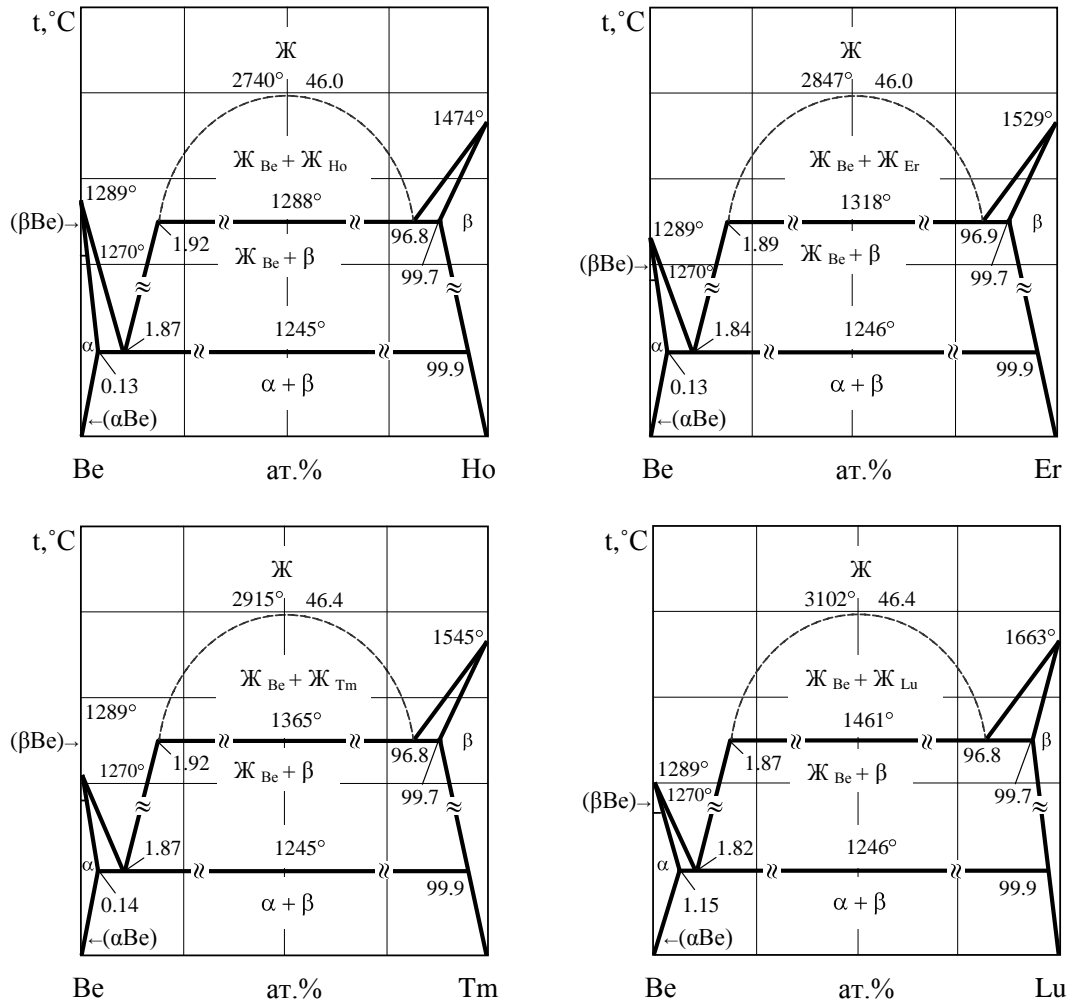 t,°C
Ж
2740° 46.0
1474°
Ж Be + Ж Ho
1289°
(βBe)→
1288°
β
1.92
96.8
1270°
Ж Be + β
99.7
1.87
1245°
α
99.9
0.13
α + β
←(αBe)
Be
ат.%
Ho
t,°C
Ж
2847° 46.0
1529°
Ж Be + Ж Er
1318°
β
1289°
1.89
96.9
(βBe)→
1270°
Ж Be + β
99.7
1.84
1246°
α
99.9
0.13
α + β
←(αBe)
Be
ат.%
Er
t,°C
Ж
2915° 46.4
1545°
Ж Be + Ж Tm
1289°
1365°
(βBe)→
β
1.92
96.8
1270°
Ж Be + β
99.7
1.87
1245°
α
99.9
0.14
α + β
←(αBe)
Be
ат.%
Tm
t,°C
Ж
3102° 46.4
1663°
Ж Be + Ж Lu
1461°
β
1.87
96.8
1289°
Ж Be + β
1270°
(βBe)→
99.7
1.82
1246°
α
99.9
1.15
α + β
←(αBe)
Be
ат.%
Lu